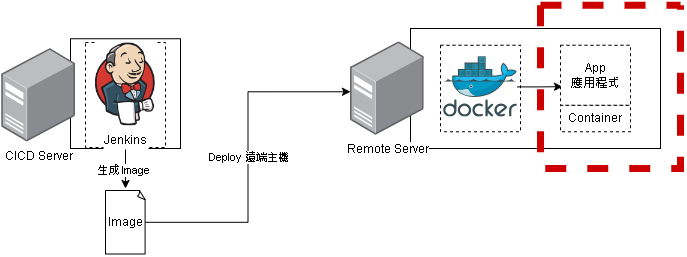 Jenkins
CICD Server
生成 Image
Image
Deploy 遠端主機
Remote Server
docker
App
應用程式
Container